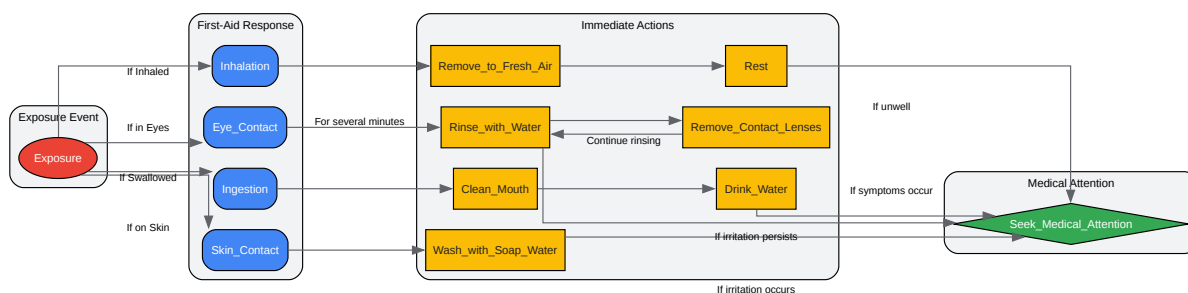 First-Aid Response
Immediate Actions
Inhalation
Remove_to_Fresh_Air
Rest
If Inhaled
Exposure Event
If in Eyes
Eye_Contact
For several minutes
Rinse_with_Water
Remove_Contact_Lenses
Continue rinsing
If unwell
Exposure
If Swallowed
Ingestion
Clean_Mouth
Drink_Water
If symptoms occur
Medical Attention
If on Skin
Skin_Contact
Wash_with_Soap_Water
If irritation persists
Seek_Medical_Attention
If irritation occurs